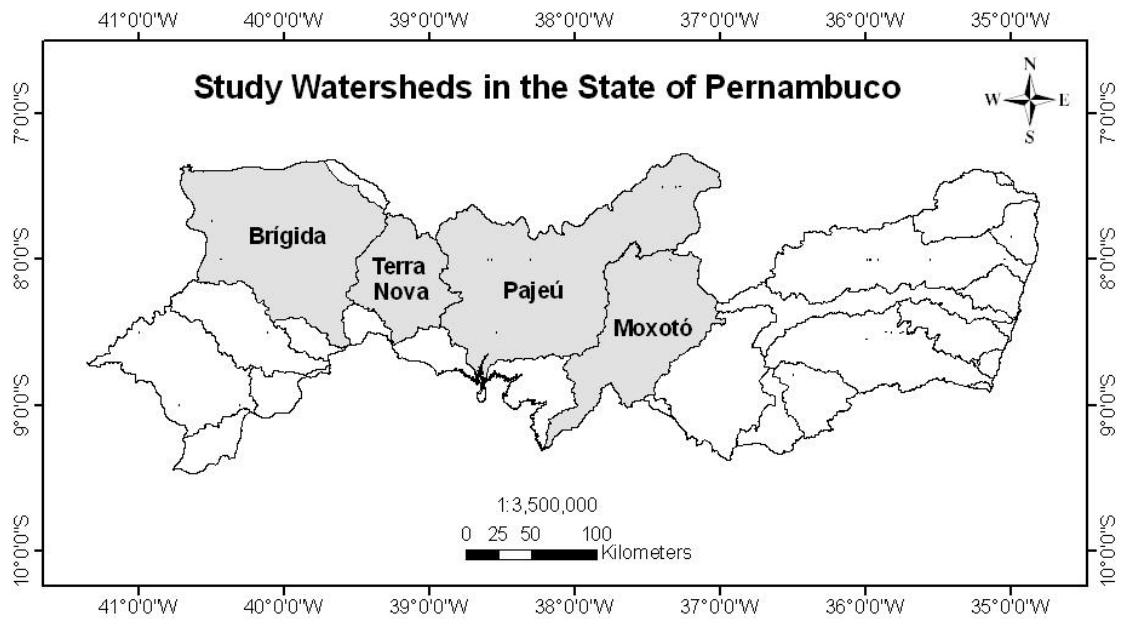 41°0'0"W 40°0'0"W 39°0'0"W 38°0'0"W 37°0'0"W 36°0'0"W 35°0'0"W
Study Watersheds in the State of Pernambuco
N
W E
S
7°0'0"S 7°0'0"S
Brígida
8°0'0"S 8°0'0"S
Terra
Nova
Pajeú
Moxotó
9°0'0"S 9°0'0"S
1:3,500,000
0 25 50 100
Kilometers
10°0'0"S 10°0'0"S
41°0'0"W 40°0'0"W 39°0'0"W 38°0'0"W 37°0'0"W 36°0'0"W 35°0'0"W